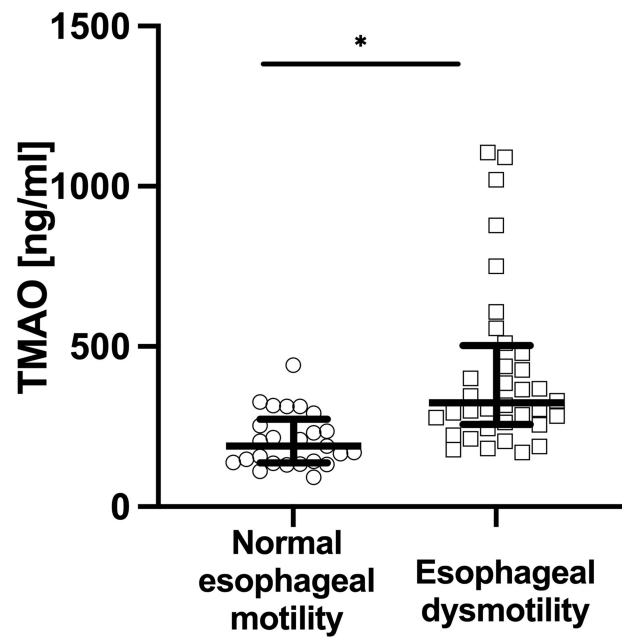 1500
*
1000
500
0
TMAO [ng/ml]
Normal
esophageal
motility
Esophageal
dysmotility